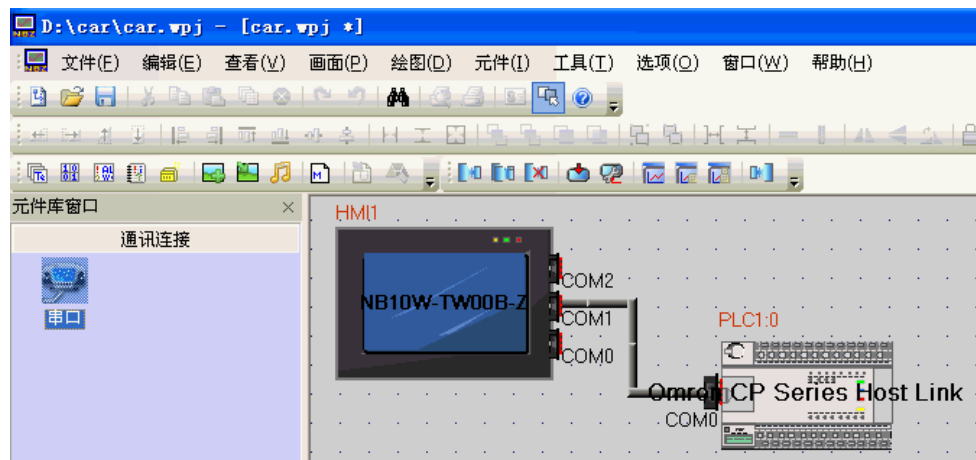 D:\car\car.wpj - [car.wpj *]
文件(F) 编辑(E) 查看(V) 画面(P) 绘图(D) 元件(I) 工具(T) 选项(O) 窗口(W) 帮助(H)
元件库窗口
通讯连接
串口
HMI1
NB10W-TW00B-Z
COM2
COM1
COM0
PLC1:0
Omron CP Series Host Link
COM0